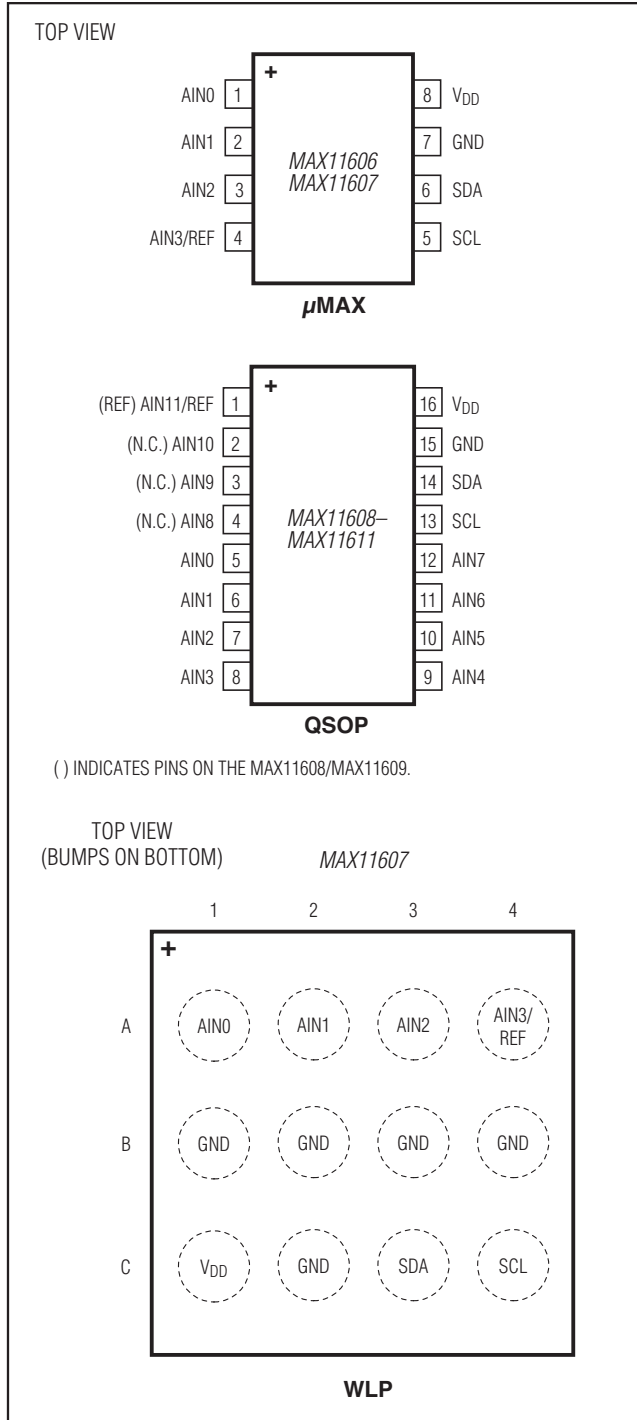 TOP VIEW
+
AIN0 1
8 VDD
AIN1 2
7 GND
AIN2 3
6 SDA
AIN3/REF 4
5 SCL
MAX11606
MAX11607
µMAX
+
(REF) AIN11/REF 1
16 VDD
(N.C.) AIN10 2
15 GND
(N.C.) AIN9 3
14 SDA
(N.C.) AIN8 4
13 SCL
AIN0 5
12 AIN7
AIN1 6
11 AIN6
AIN2 7
10 AIN5
AIN3 8
9 AIN4
MAX11608–
MAX11611
QSOP
( ) INDICATES PINS ON THE MAX11608/MAX11609.
TOP VIEW
(BUMPS ON BOTTOM)
MAX11607
1 2 3 4
+
A AIN0 AIN1 AIN2 AIN3/
REF
B GND GND GND GND
C VDD GND SDA SCL
WLP